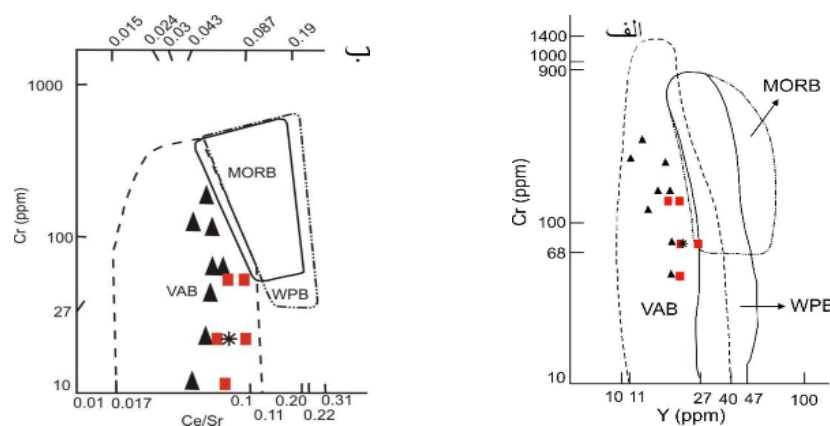 0.015 0.024 0.03 0.043 0.087 0.19
ب
1000
MORB
Cr (ppm)
100
VAB WPB
27
10
0.01 0.017 0.1 0.11 0.20 0.22 0.31
Ce/Sr
الف
1400
1000
900
MORB
Cr (ppm)
100
68
VAB WPB
10
10 11 27 40 47 100
Y (ppm)